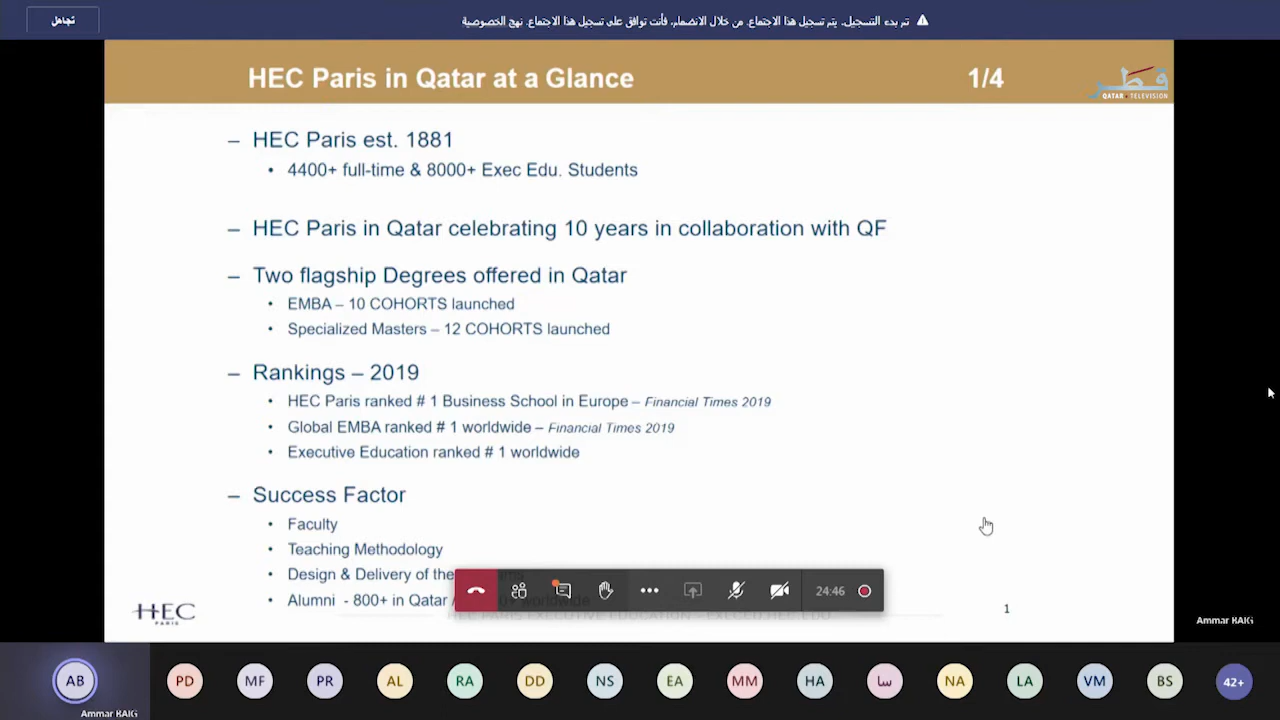 تجاهل
تم بدء التسجيل. يتم تسجيل هذا الاجتماع. من خلال الانضمام، فأنت توافق على تسجيل هذا الاجتماع. نهج الخصوصية
HEC Paris in Qatar at a Glance
1/4
قطر
QATAR TELEVISION
– HEC Paris est. 1881
• 4400+ full-time & 8000+ Exec Edu. Students
– HEC Paris in Qatar celebrating 10 years in collaboration with QF
– Two flagship Degrees offered in Qatar
• EMBA – 10 COHORTS launched
• Specialized Masters – 12 COHORTS launched
– Rankings – 2019
• HEC Paris ranked # 1 Business School in Europe – Financial Times 2019
• Global EMBA ranked # 1 worldwide – Financial Times 2019
• Executive Education ranked # 1 worldwide
– Success Factor
• Faculty
• Teaching Methodology
• Design & Delivery of the
• Alumni - 800+ in Qatar / worldwide
24:46
HEC
PARIS
1
Ammar BAIG
AB
PD
MF
PR
AL
RA
DD
NS
EA
MM
HA
سا
NA
LA
VM
BS
42+
Ammar BAIG